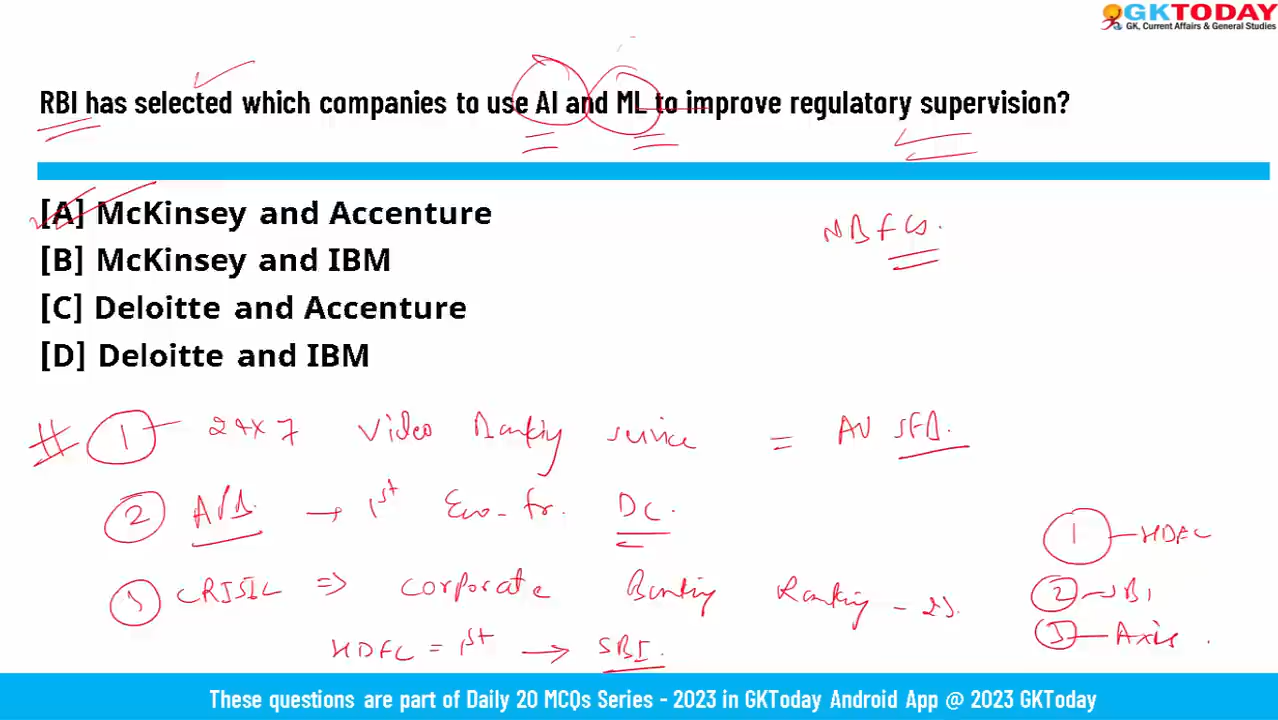 GKTODAY
GK, Current Affairs & General Studies
RBI has selected which companies to use AI and ML to improve regulatory supervision?
[A] McKinsey and Accenture
NBFCs.
[B] McKinsey and IBM
[C] Deloitte and Accenture
[D] Deloitte and IBM
# 1 - 24x7 Video Banking service = AU SFB.
2 → 1st Eco-fr. DC.
1 - HDFC
3 CRISIL ⇒ Corporate Banking Ranking - 23.
2 - SBI
HDFC = 1st → SBI.
3 - Axis
These questions are part of Daily 20 MCQs Series - 2023 in GKToday Android App @ 2023 GKToday